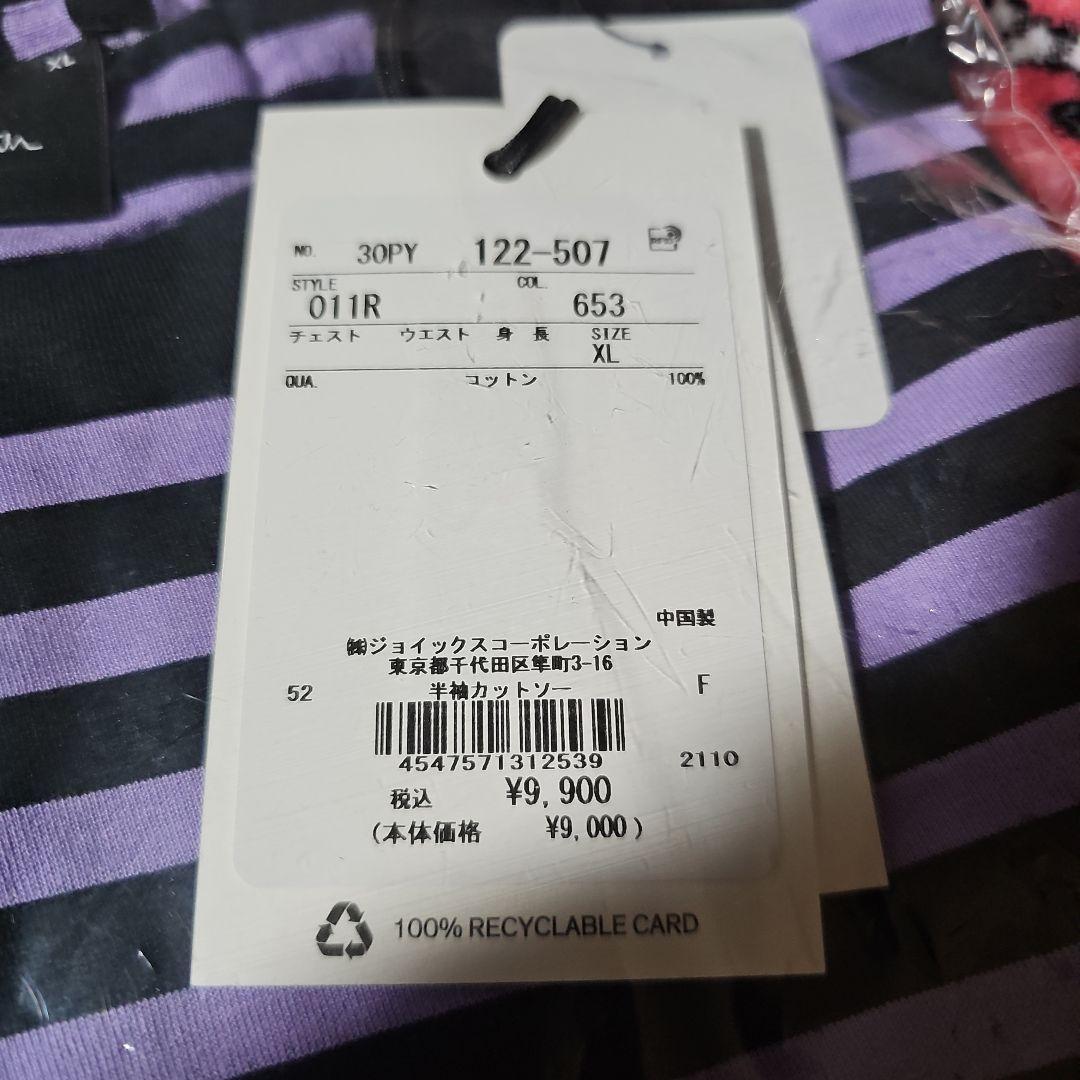 XL
NO. 30PY 122-507
STYLE COL.
011R 653
チェスト ウエスト 身 長 SIZE
XL
QUA. コットン 100%
中国製
㈱ジョイックスコーポレーション
東京都千代田区隼町3-16
52 半袖カットソー F
4547571312539 2110
税込 ¥9,900
(本体価格 ¥9,000)
100% RECYCLABLE CARD